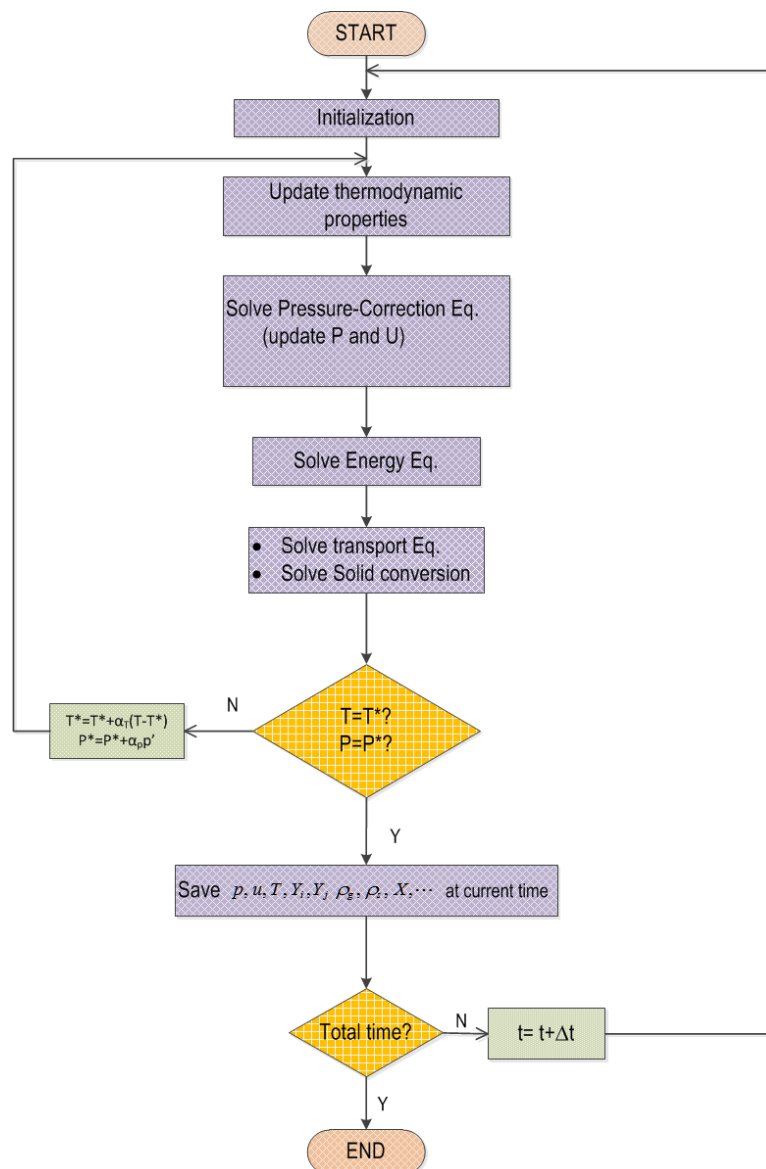 START
Initialization
Update thermodynamic
properties
Solve Pressure-Correction Eq.
(update P and U)
Solve Energy Eq.
• Solve transport Eq.
• Solve Solid conversion
T=T*?
P=P*?
N
T*=T*+α_T(T-T*)
P*=P*+α_pp'
Y
Save p, u, T, Y_i, Y_j ρ_g, ρ_s, X, ⋯ at current time
Total time?
N
t= t+Δt
Y
END